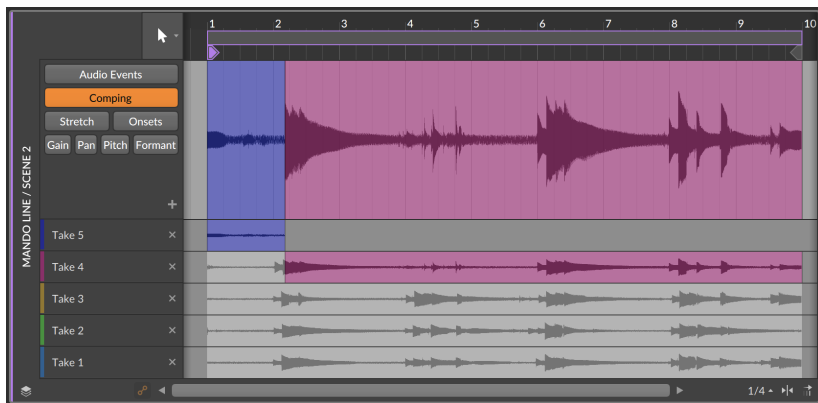 1 2 3 4 5 6 7 8 9 10
Audio Events
Comping
Stretch Onsets
Gain Pan Pitch Formant
MANDO LINE / SCENE 2
Take 5
Take 4
Take 3
Take 2
Take 1
1/4